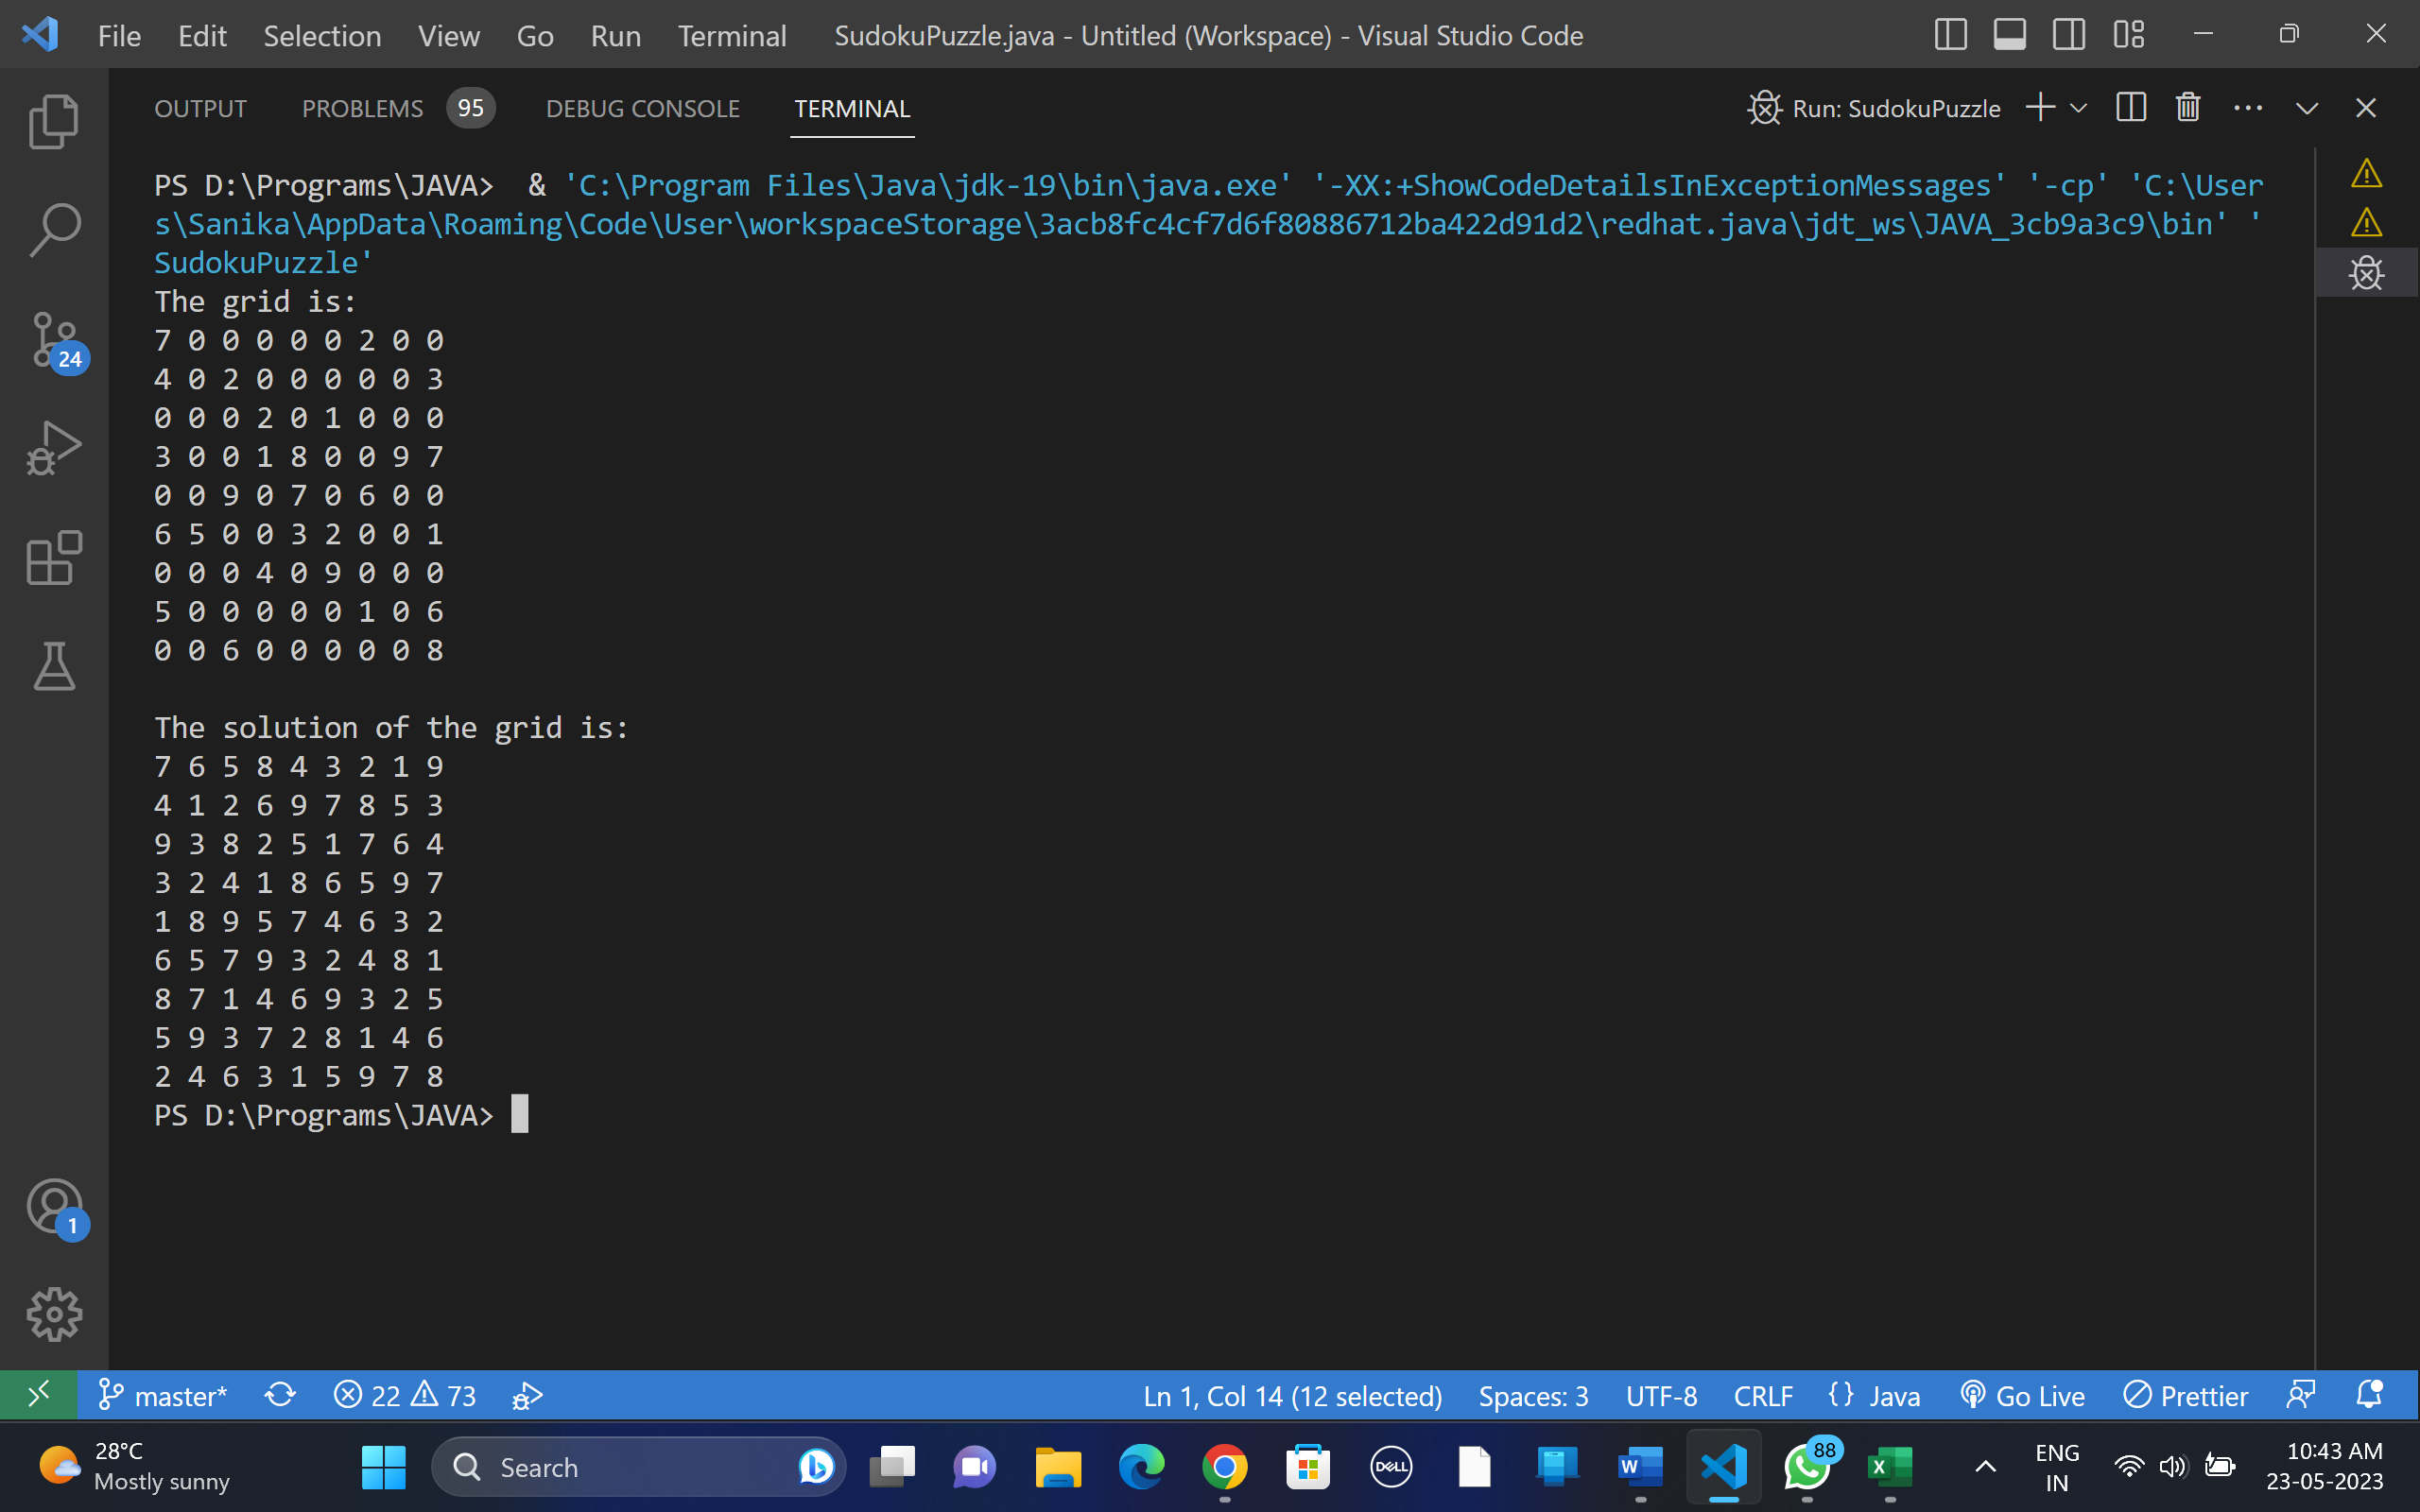 File Edit Selection View Go Run Terminal SudokuPuzzle.java - Untitled (Workspace) - Visual Studio Code
OUTPUT PROBLEMS 95 DEBUG CONSOLE TERMINAL Run: SudokuPuzzle
PS D:\Programs\JAVA>  & 'C:\Program Files\Java\jdk-19\bin\java.exe' '-XX:+ShowCodeDetailsInExceptionMessages' '-cp' 'C:\User
s\Sanika\AppData\Roaming\Code\User\workspaceStorage\3acb8fc4cf7d6f80886712ba422d91d2\redhat.java\jdt_ws\JAVA_3cb9a3c9\bin' '
SudokuPuzzle'
The grid is:
7 0 0 0 0 0 2 0 0
4 0 2 0 0 0 0 0 3
0 0 0 2 0 1 0 0 0
3 0 0 1 8 0 0 9 7
0 0 9 0 7 0 6 0 0
6 5 0 0 3 2 0 0 1
0 0 0 4 0 9 0 0 0
5 0 0 0 0 0 1 0 6
0 0 6 0 0 0 0 0 8
The solution of the grid is:
7 6 5 8 4 3 2 1 9
4 1 2 6 9 7 8 5 3
9 3 8 2 5 1 7 6 4
3 2 4 1 8 6 5 9 7
1 8 9 5 7 4 6 3 2
6 5 7 9 3 2 4 8 1
8 7 1 4 6 9 3 2 5
5 9 3 7 2 8 1 4 6
2 4 6 3 1 5 9 7 8
PS D:\Programs\JAVA>
24
1
master* 22 73 Ln 1, Col 14 (12 selected) Spaces: 3 UTF-8 CRLF {} Java Go Live Prettier
28°C
Mostly sunny
Search
DELL
W
88
X
ENG
IN
10:43 AM
23-05-2023